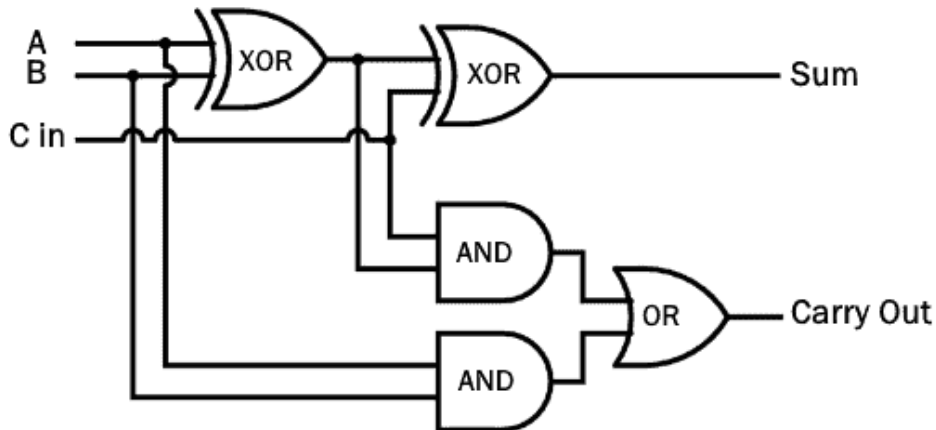 A
XOR
XOR
Sum
B
C in
AND
OR
Carry Out
AND